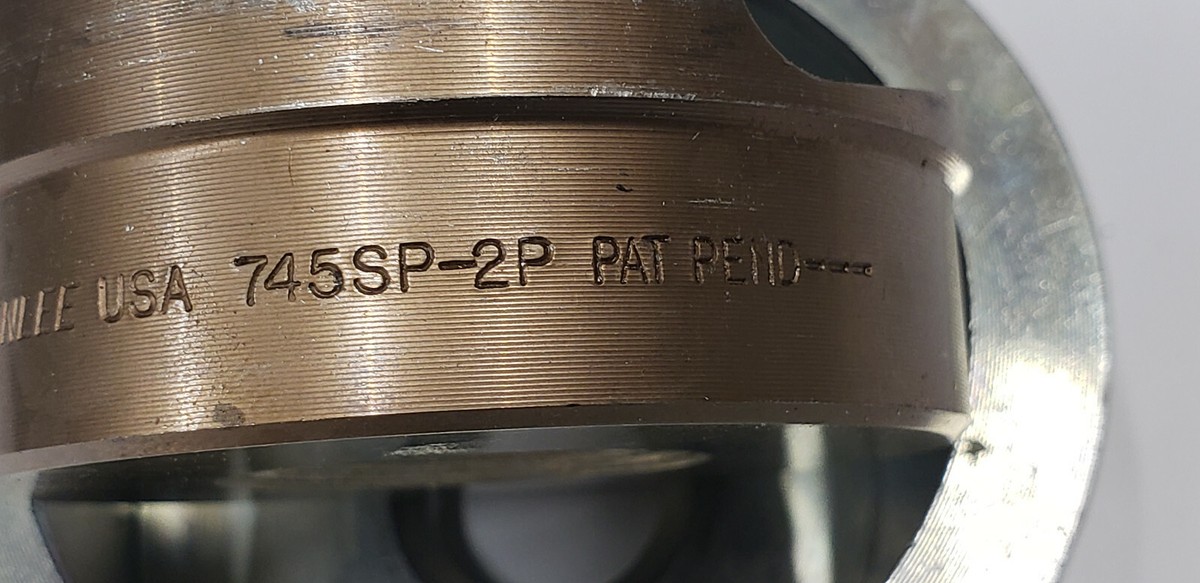 NLEE USA 745SP-2P PAT PEND---